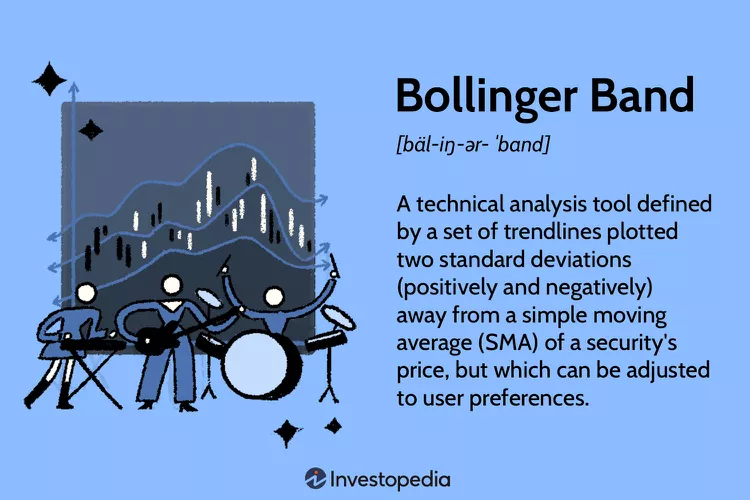 Bollinger Band
[bäl-iŋ-ər- ˈband]
A technical analysis tool defined
by a set of trendlines plotted
two standard deviations
(positively and negatively)
away from a simple moving
average (SMA) of a security's
price, but which can be adjusted
to user preferences.
Investopedia